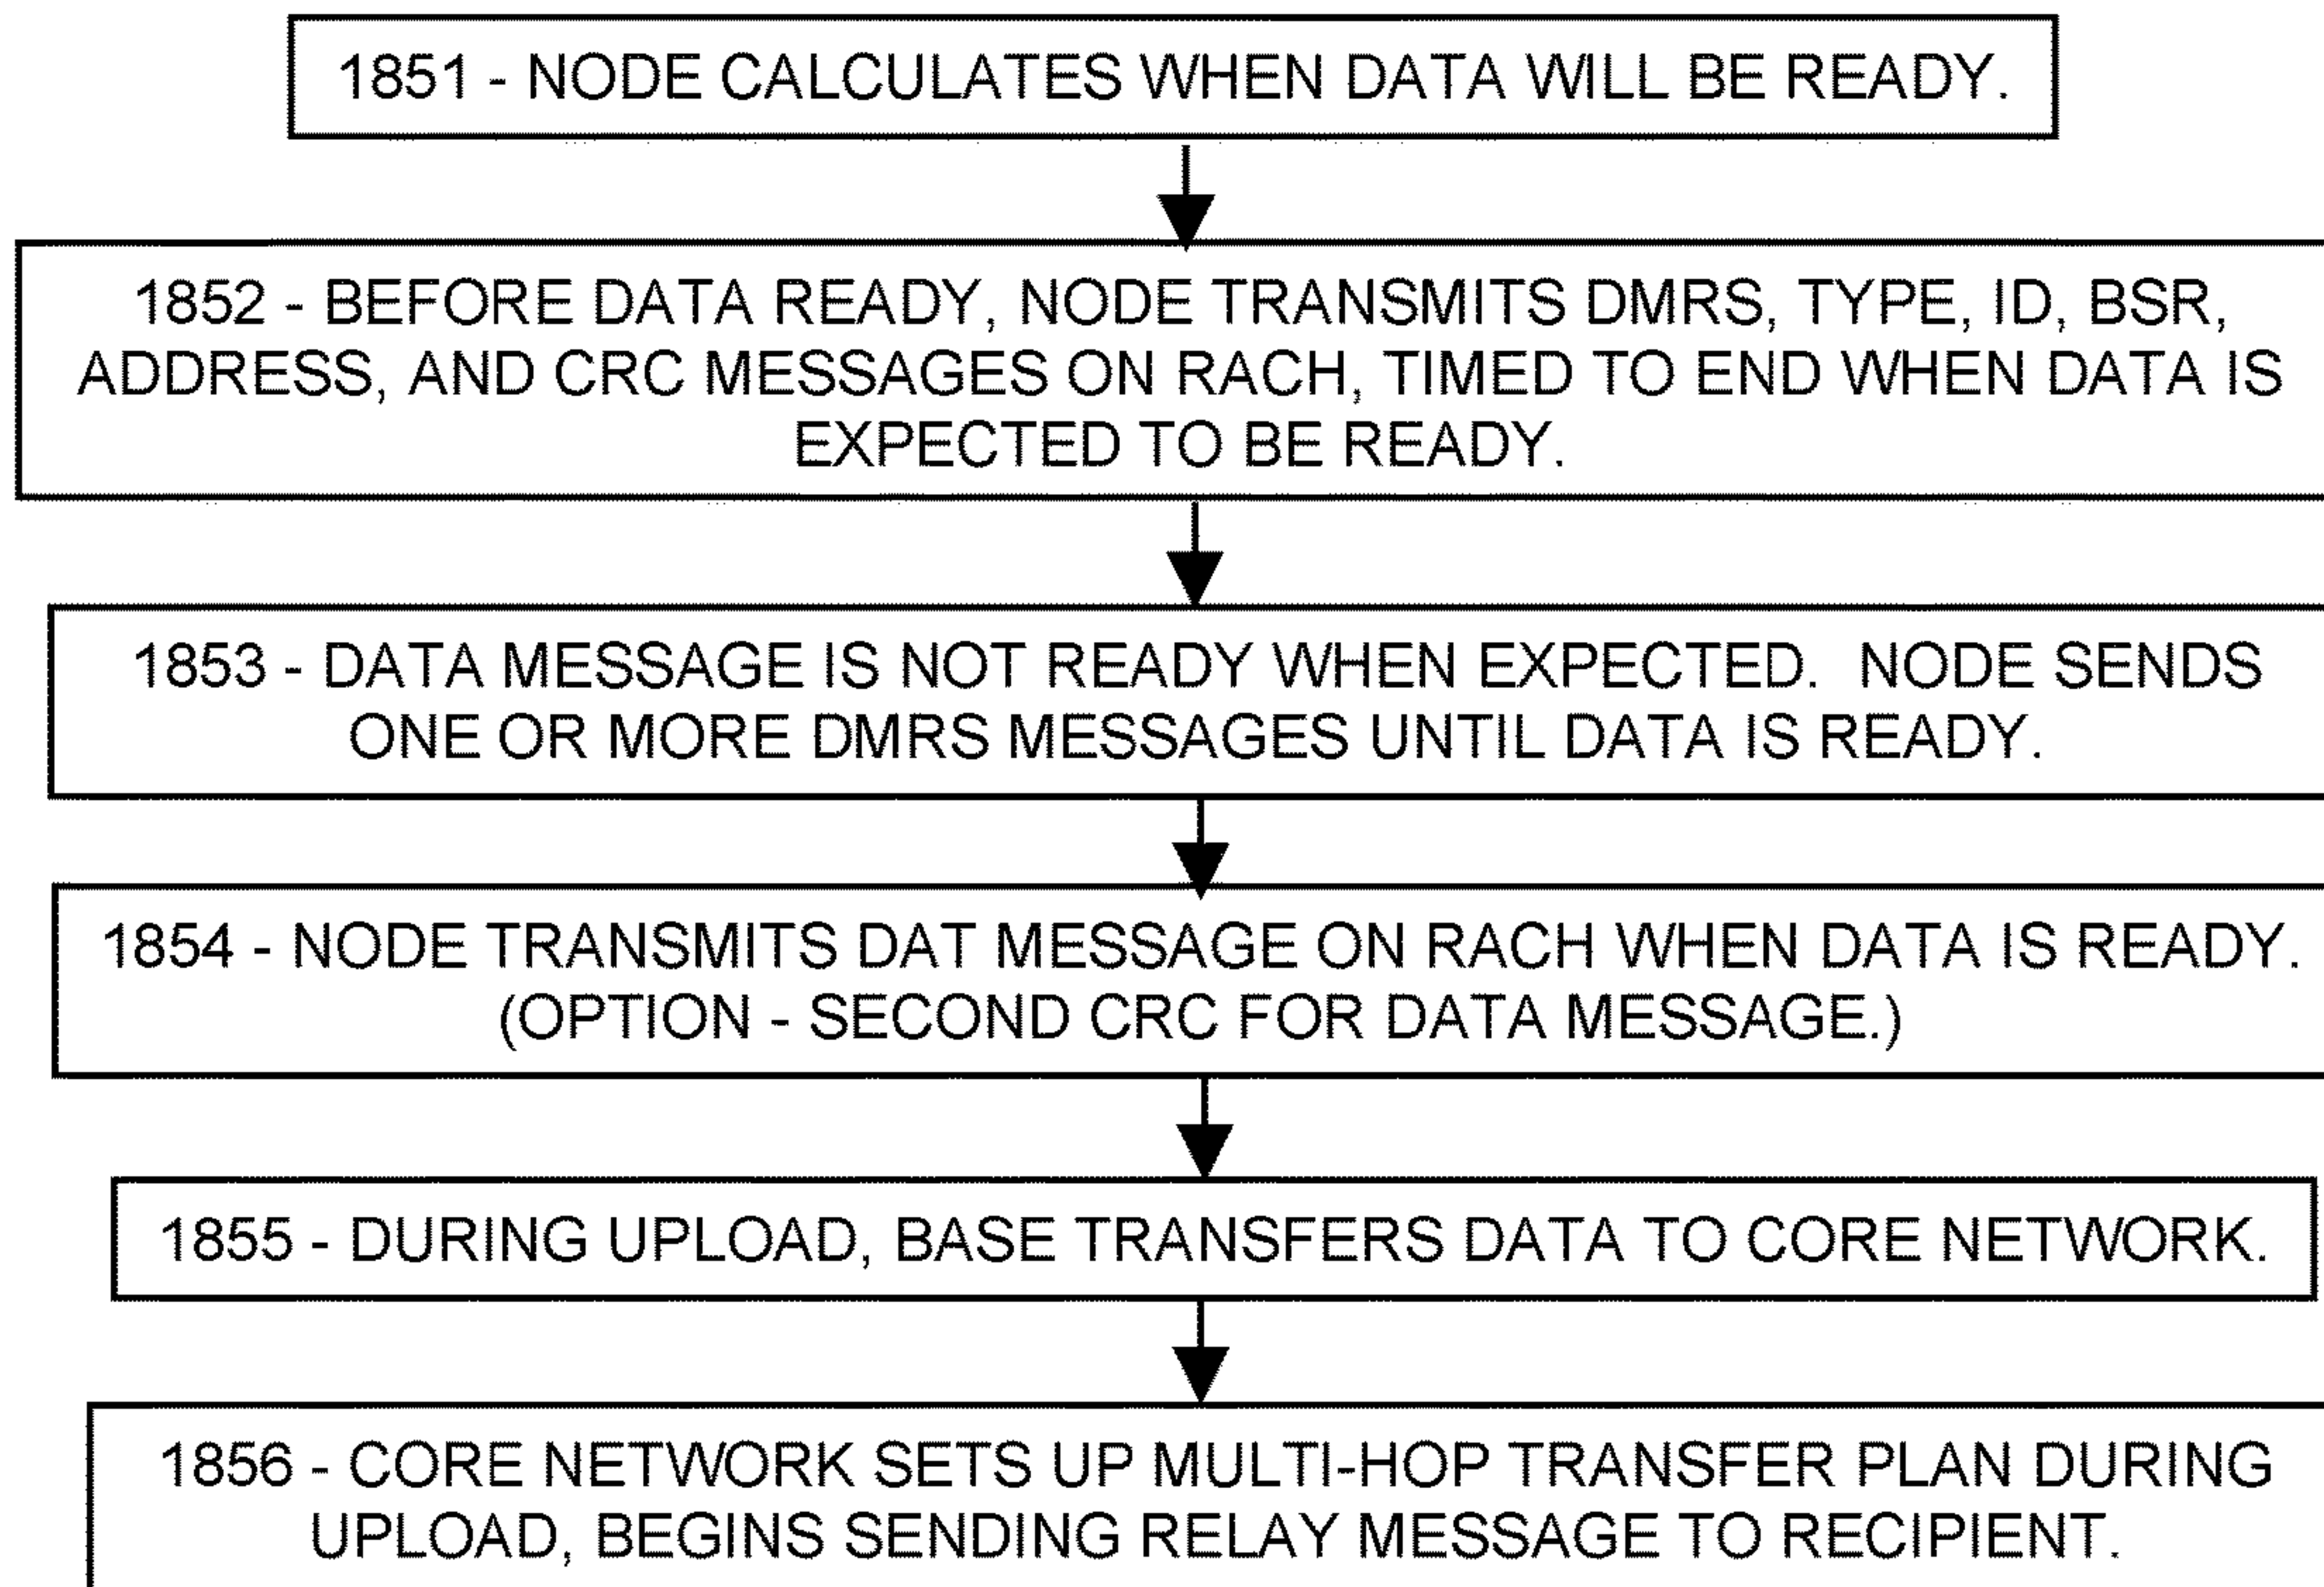 1851 - NODE CALCULATES WHEN DATA WILL BE READY.
1852 - BEFORE DATA READY, NODE TRANSMITS DMRS, TYPE, ID, BSR,
ADDRESS, AND CRC MESSAGES ON RACH, TIMED TO END WHEN DATA IS
EXPECTED TO BE READY.
1853 - DATA MESSAGE IS NOT READY WHEN EXPECTED.  NODE SENDS
ONE OR MORE DMRS MESSAGES UNTIL DATA IS READY.
1854 - NODE TRANSMITS DAT MESSAGE ON RACH WHEN DATA IS READY.
(OPTION - SECOND CRC FOR DATA MESSAGE.)
1855 - DURING UPLOAD, BASE TRANSFERS DATA TO CORE NETWORK.
1856 - CORE NETWORK SETS UP MULTI-HOP TRANSFER PLAN DURING
UPLOAD, BEGINS SENDING RELAY MESSAGE TO RECIPIENT.